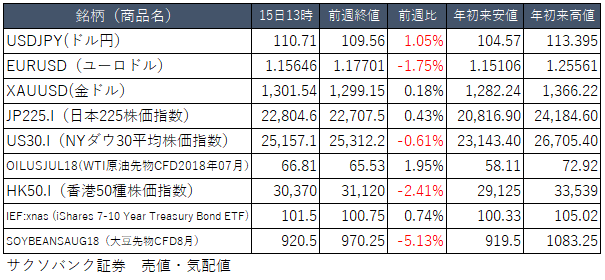 銘柄（商品名） 15日13時 前週終値 前週比 年初来安値 年初来高値
USDJPY(ドル円) 110.71 109.56 1.05% 104.57 113.395
EURUSD（ユーロドル） 1.15646 1.17701 -1.75% 1.15106 1.25561
XAUUSD(金ドル) 1,301.54 1,299.15 0.18% 1,282.24 1,366.22
JP225.I（日本225株価指数） 22,804.6 22,707.5 0.43% 20,816.90 24,184.60
US30.I（NYダウ30平均株価指数） 25,157.1 25,312.2 -0.61% 23,143.40 26,705.40
OILUSJUL18(WTI原油先物CFD2018年07月) 66.81 65.53 1.95% 58.11 72.92
HK50.I（香港50種株価指数） 30,370 31,120 -2.41% 29,125 33,539
IEF:xnas (iShares 7-10 Year Treasury Bond ETF) 101.5 100.75 0.74% 100.33 105.02
SOYBEANSAUG18（大豆先物CFD8月） 920.5 970.25 -5.13% 919.5 1083.25
サクソバンク証券　売値・気配値